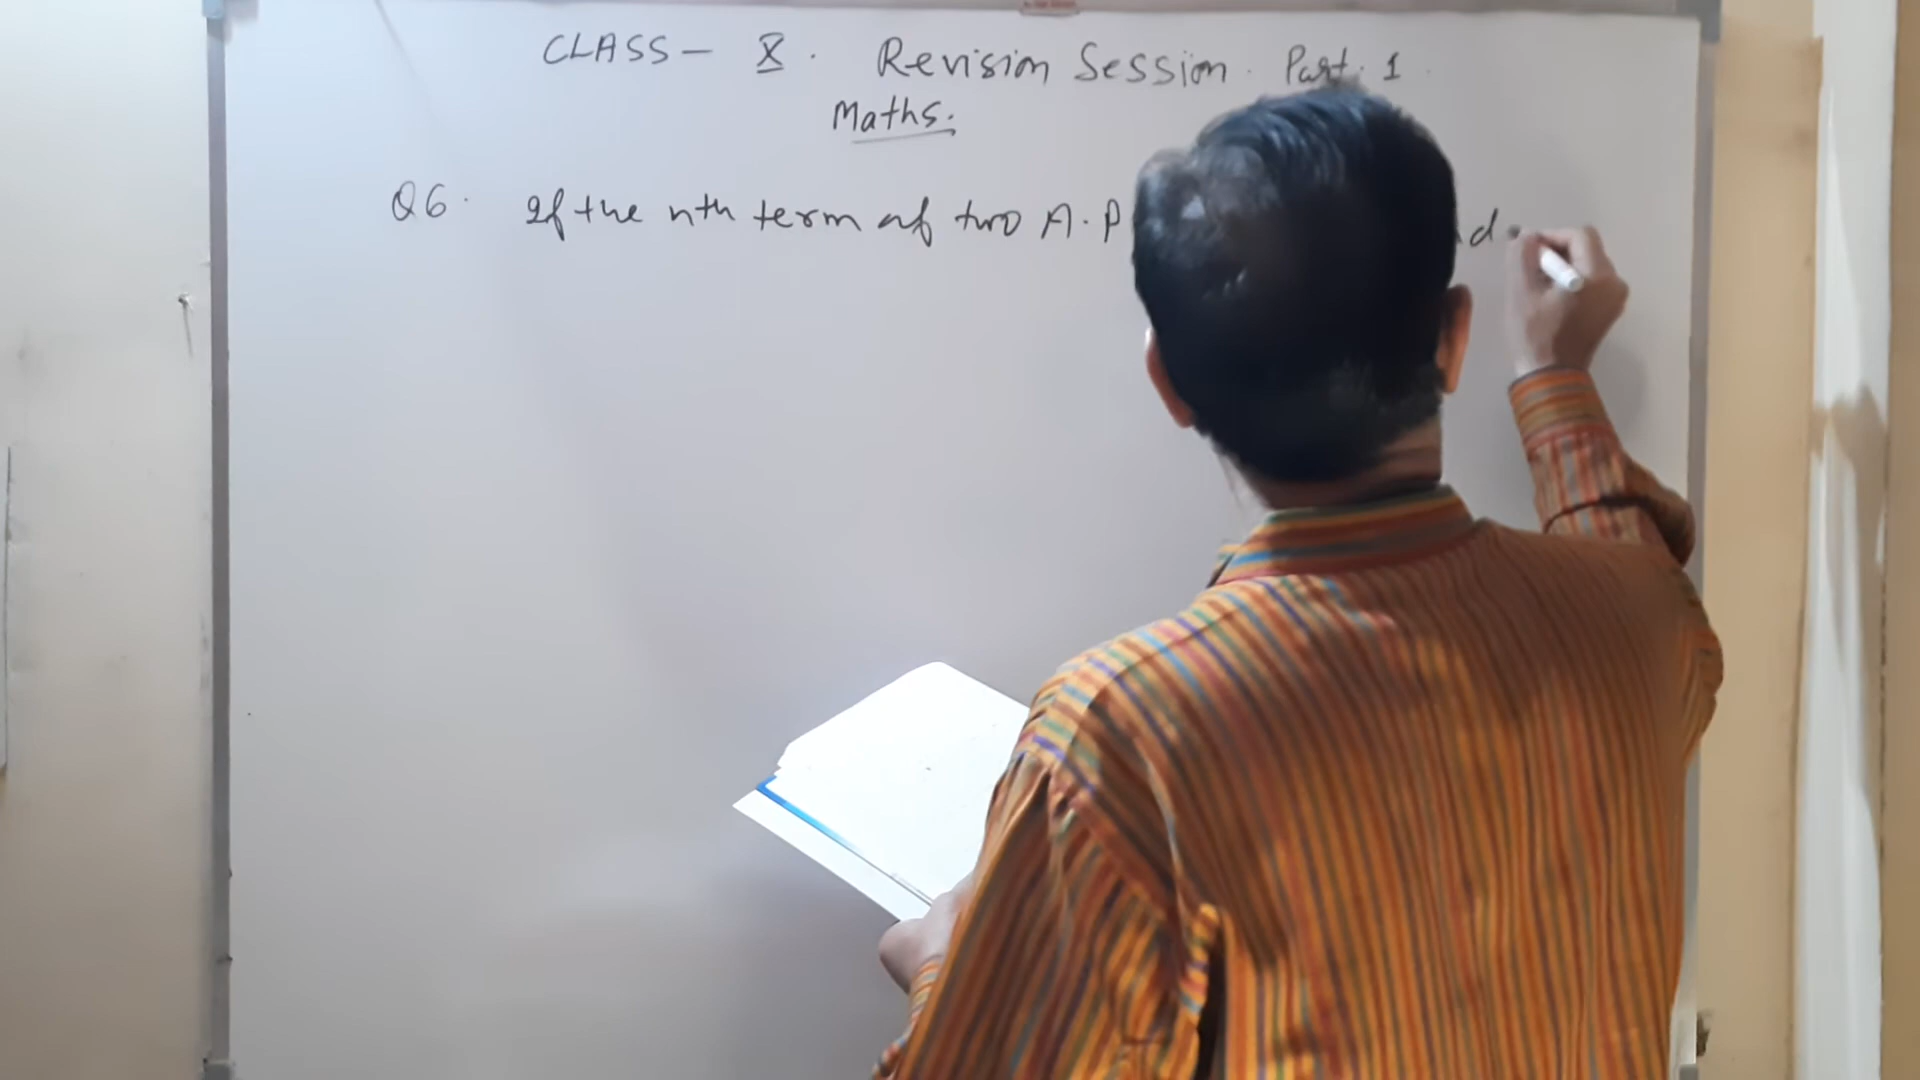 CLASS - X. Revision Session. Part. 1.
Maths.
Q6. If the nth term of two A.P